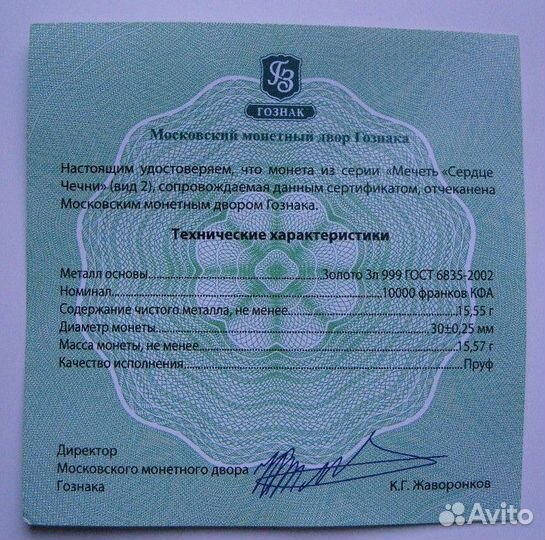 ГЗ
ГОЗНАК
Московский монетный двор Гознака
Настоящим удостоверяем, что монета из серии «Мечеть «Сердце
Чечни» (вид 2), сопровождаемая данным сертификатом, отчеканена
Московским монетным двором Гознака.
Технические характеристики
Металл основы....................................Золото Зл 999 ГОСТ 6835-2002
Номинал.......................................................10000 франков КФА
Содержание чистого металла, не менее....................................15,55 г
Диаметр монеты.......................................................30±0,25 мм
Масса монеты, не менее.......................................................15,57 г
Качество исполнения.......................................................Пруф
Директор
Московского монетного двора
Гознака
К.Г. Жаворонков
Avito